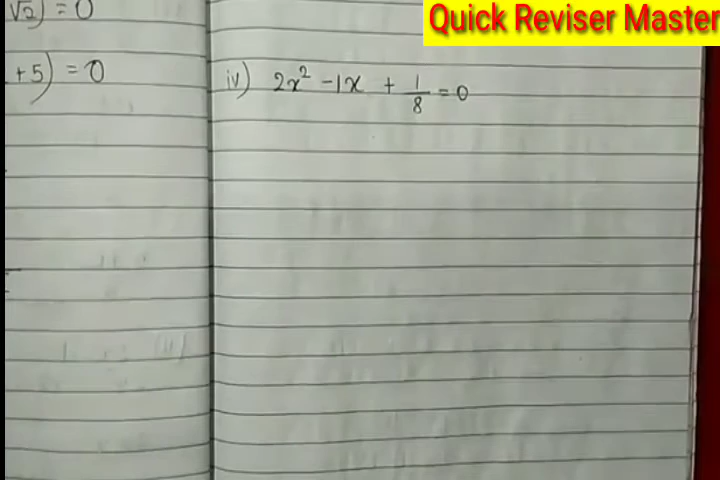 Quick Reviser Master
√2) = 0
+5) = 0
iv) 2x² - 1x + 1/8 = 0